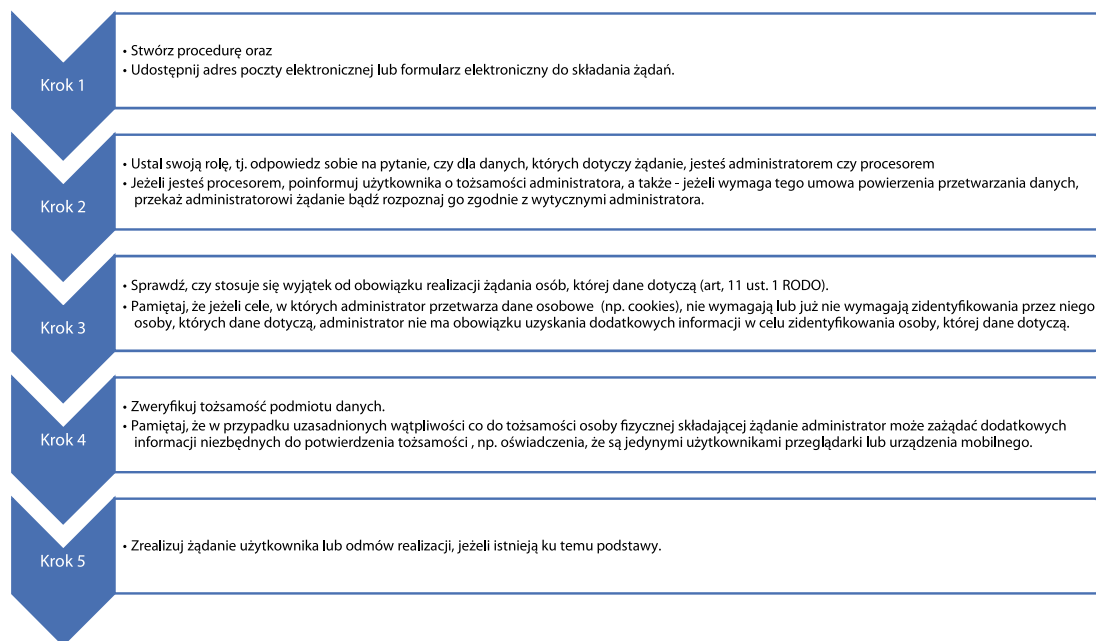 Krok 1
• Stwórz procedurę oraz
• Udostępnij adres poczty elektronicznej lub formularz elektroniczny do składania żądań.
Krok 2
• Ustal swoją rolę, tj. odpowiedz sobie na pytanie, czy dla danych, których dotyczy żądanie, jesteś administratorem czy procesorem
• Jeżeli jesteś procesorem, poinformuj użytkownika o tożsamości administratora, a także - jeżeli wymaga tego umowa powierzenia przetwarzania danych,
przekaż administratorowi żądanie bądź rozpoznaj go zgodnie z wytycznymi administratora.
Krok 3
• Sprawdź, czy stosuje się wyjątek od obowiązku realizacji żądania osób, której dane dotyczą (art, 11 ust. 1 RODO).
• Pamiętaj, że jeżeli cele, w których administrator przetwarza dane osobowe (np. cookies), nie wymagają lub już nie wymagają zidentyfikowania przez niego
osoby, których dane dotyczą, administrator nie ma obowiązku uzyskania dodatkowych informacji w celu zidentyfikowania osoby, której dane dotyczą.
Krok 4
• Zweryfikuj tożsamość podmiotu danych.
• Pamiętaj, że w przypadku uzasadnionych wątpliwości co do tożsamości osoby fizycznej składającej żądanie administrator może zażądać dodatkowych
informacji niezbędnych do potwierdzenia tożsamości , np. oświadczenia, że są jedynymi użytkownikami przeglądarki lub urządzenia mobilnego.
Krok 5
• Zrealizuj żądanie użytkownika lub odmów realizacji, jeżeli istnieją ku temu podstawy.